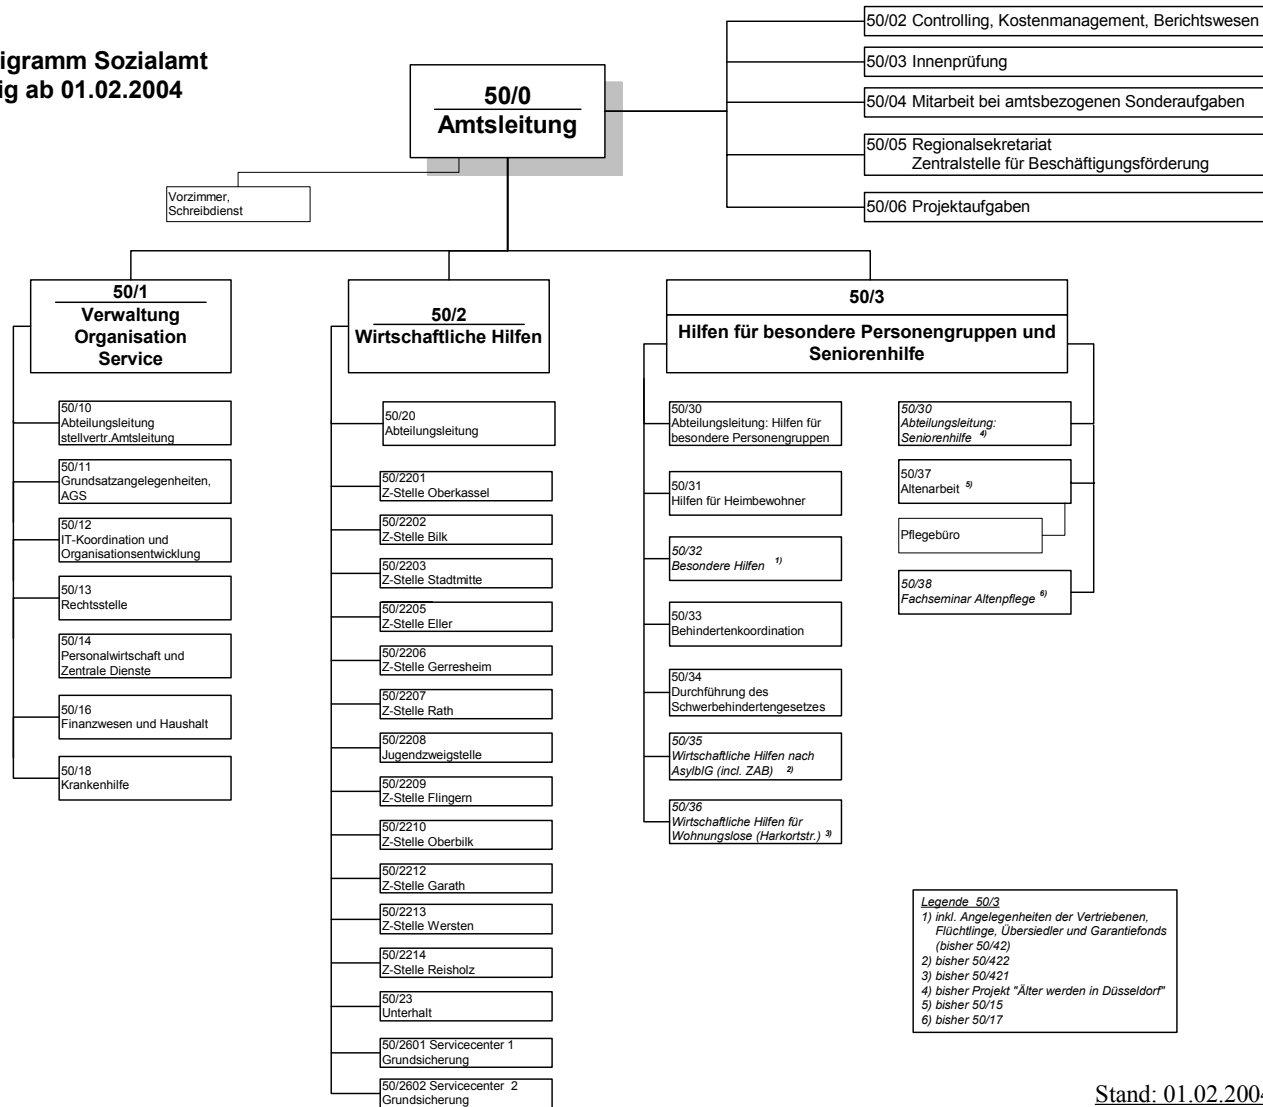 igramm Sozialamt
ig ab 01.02.2004
50/0
Amtsleitung
Vorzimmer,
Schreibdienst
50/02 Controlling, Kostenmanagement, Berichtswesen
50/03 Innenprüfung
50/04 Mitarbeit bei amtsbezogenen Sonderaufgaben
50/05 Regionalsekretariat
Zentralstelle für Beschäftigungsförderung
50/06 Projektaufgaben
50/1
Verwaltung
Organisation
Service
50/10
Abteilungsleitung
stellvertr.Amtsleitung
50/11
Grundsatzangelegenheiten,
AGS
50/12
IT-Koordination und
Organisationsentwicklung
50/13
Rechtsstelle
50/14
Personalwirtschaft und
Zentrale Dienste
50/16
Finanzwesen und Haushalt
50/18
Krankenhilfe
50/2
Wirtschaftliche Hilfen
50/20
Abteilungsleitung
50/2201
Z-Stelle Oberkassel
50/2202
Z-Stelle Bilk
50/2203
Z-Stelle Stadtmitte
50/2205
Z-Stelle Eller
50/2206
Z-Stelle Gerresheim
50/2207
Z-Stelle Rath
50/2208
Jugendzweigstelle
50/2209
Z-Stelle Flingern
50/2210
Z-Stelle Oberbilk
50/2212
Z-Stelle Garath
50/2213
Z-Stelle Wersten
50/2214
Z-Stelle Reisholz
50/23
Unterhalt
50/2601 Servicecenter 1
Grundsicherung
50/2602 Servicecenter 2
Grundsicherung
50/3
Hilfen für besondere Personengruppen und
Seniorenhilfe
50/30
Abteilungsleitung: Hilfen für
besondere Personengruppen
50/31
Hilfen für Heimbewohner
50/32
Besondere Hilfen 1)
50/33
Behindertenkoordination
50/34
Durchführung des
Schwerbehindertengesetzes
50/35
Wirtschaftliche Hilfen nach
AsylblG (incl. ZAB) 2)
50/36
Wirtschaftliche Hilfen für
Wohnungslose (Harkortstr.) 3)
50/30
Abteilungsleitung:
Seniorenhilfe 4)
50/37
Altenarbeit 5)
Pflegebüro
50/38
Fachseminar Altenpflege 6)
Legende 50/3
1) inkl. Angelegenheiten der Vertriebenen,
Flüchtlinge, Übersiedler und Garantiefonds
(bisher 50/42)
2) bisher 50/422
3) bisher 50/421
4) bisher Projekt "Älter werden in Düsseldorf"
5) bisher 50/15
6) bisher 50/17
Stand: 01.02.2004